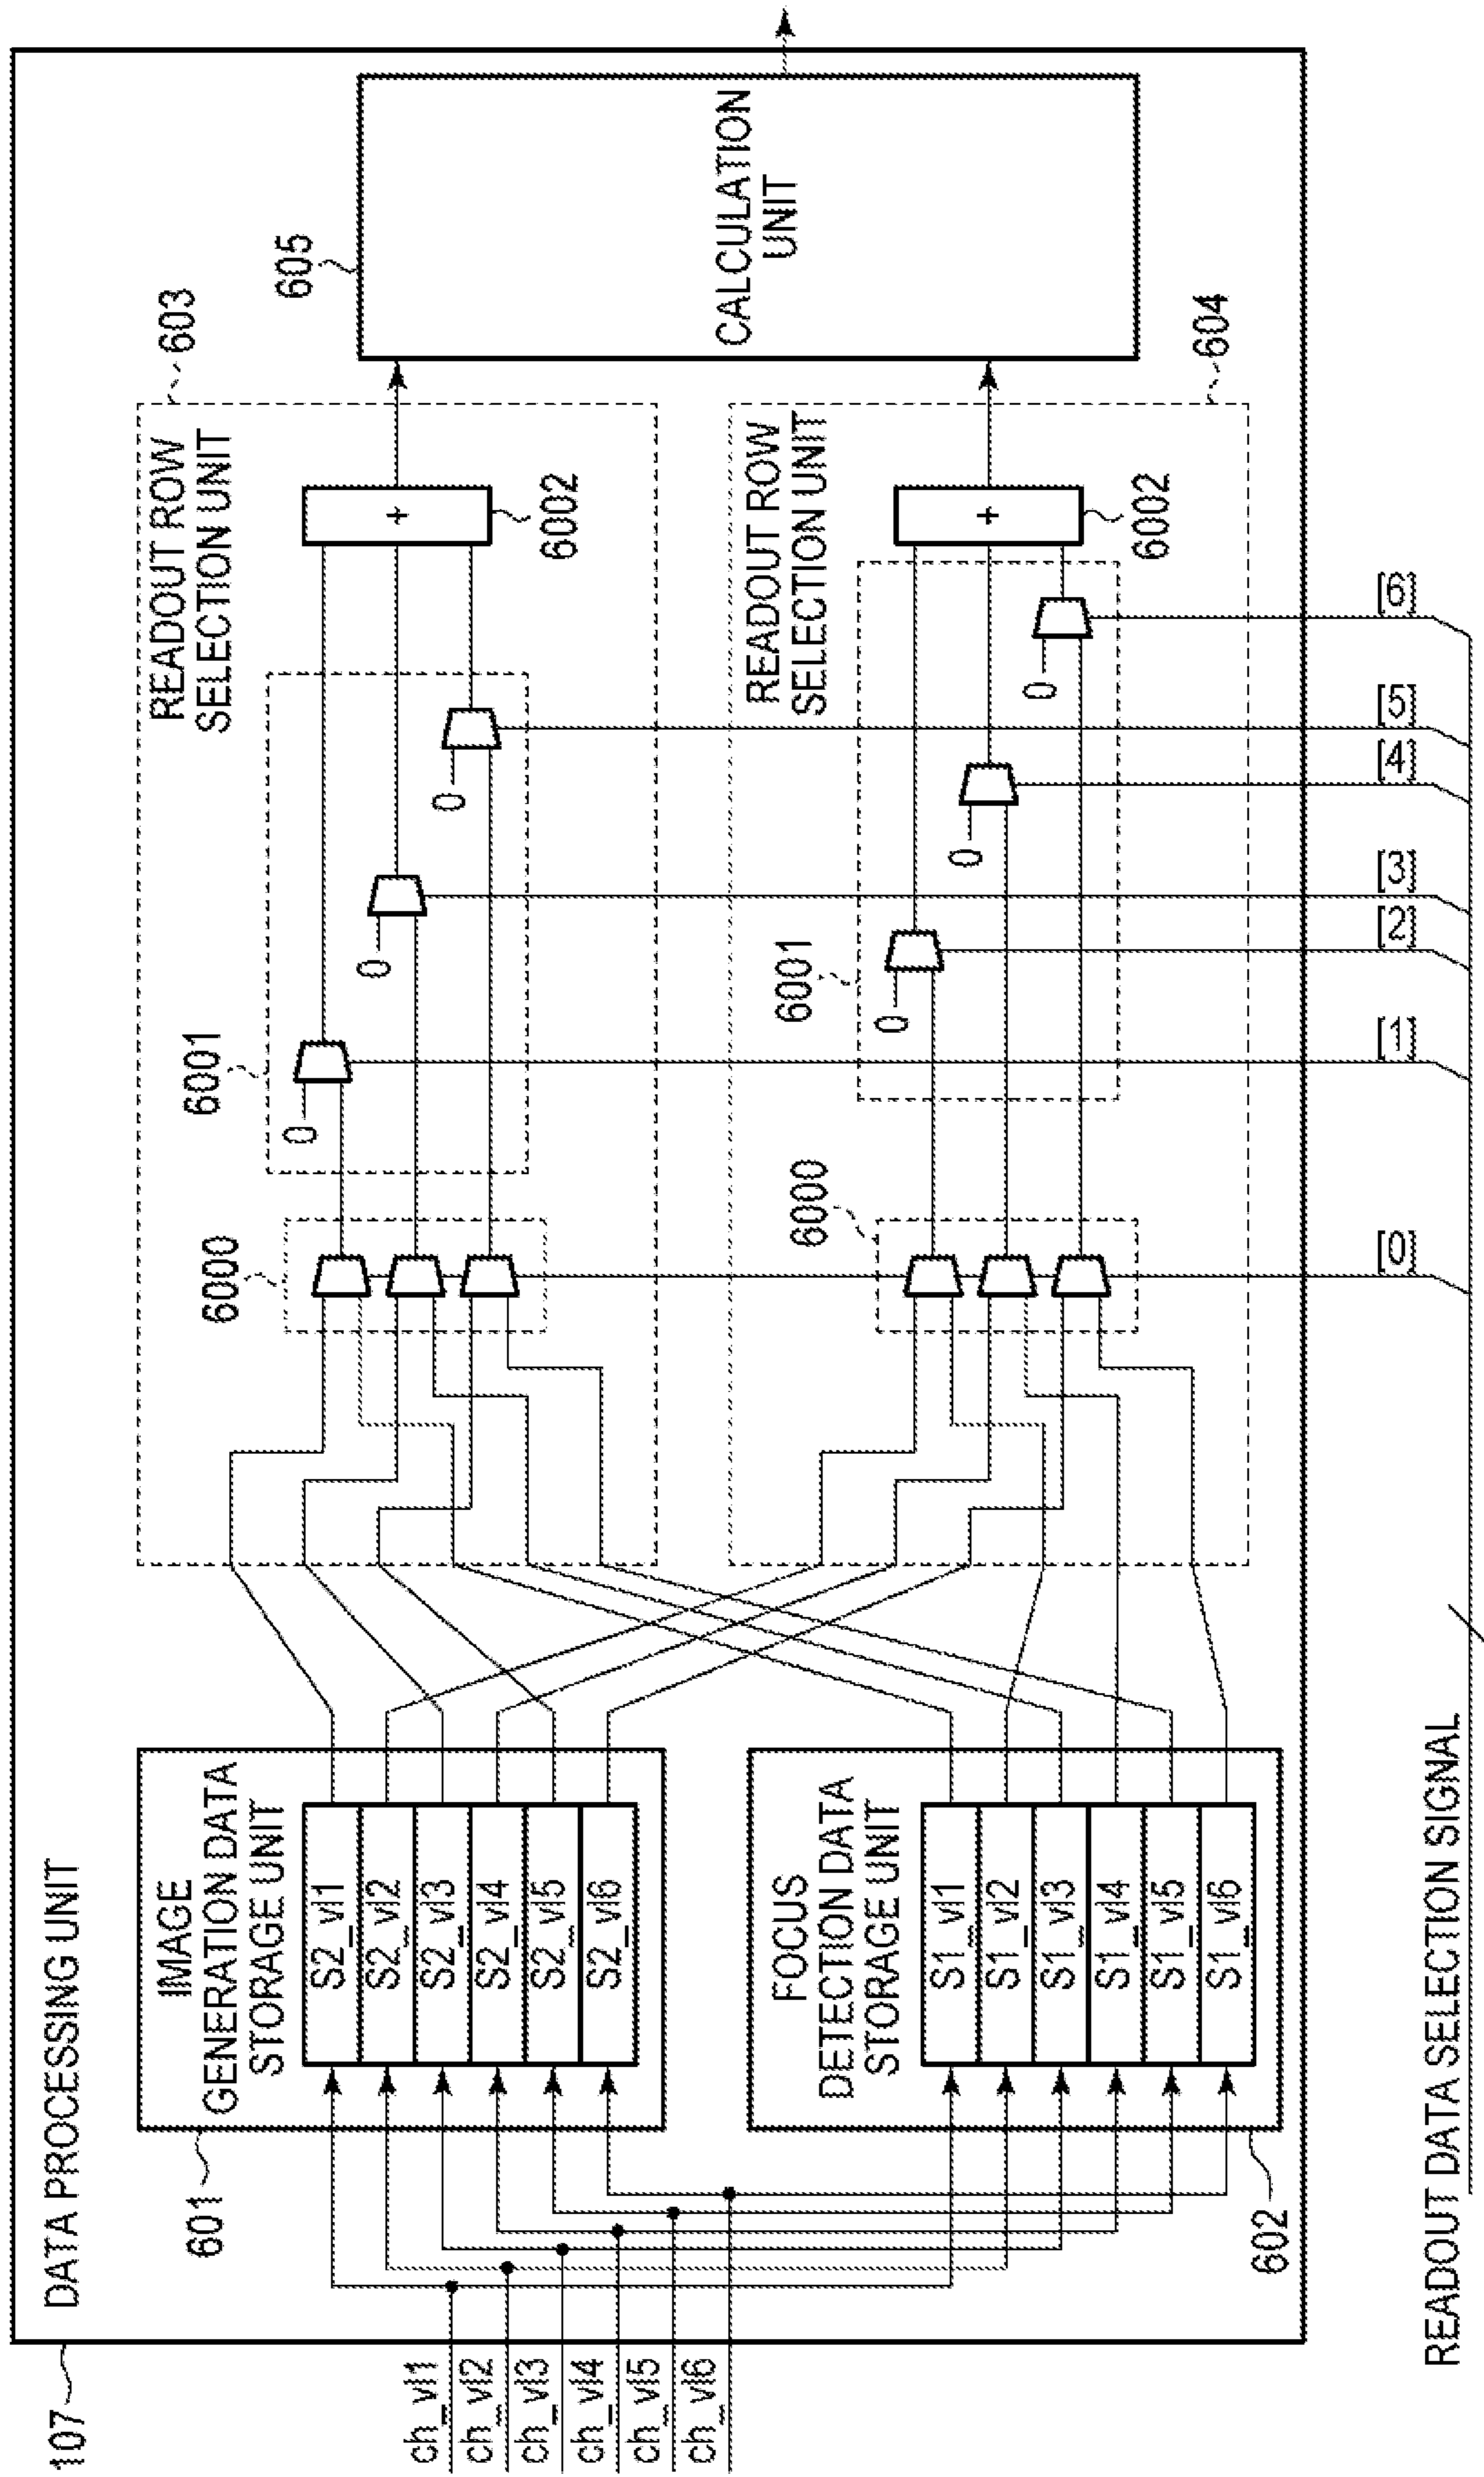 107
DATA PROCESSING UNIT
ch_vl1
ch_vl2
ch_vl3
ch_vl4
ch_vl5
ch_vl6
601
IMAGE
GENERATION DATA
STORAGE UNIT
S2_vl1
S2_vl2
S2_vl3
S2_vl4
S2_vl5
S2_vl6
602
FOCUS
DETECTION DATA
STORAGE UNIT
S1_vl1
S1_vl2
S1_vl3
S1_vl4
S1_vl5
S1_vl6
603
READOUT ROW
SELECTION UNIT
6000
6001
0
0
0
+
6002
604
READOUT ROW
SELECTION UNIT
6000
6001
0
0
0
+
6002
605
CALCULATION
UNIT
READOUT DATA SELECTION SIGNAL
[0]
[1]
[2]
[3]
[4]
[5]
[6]